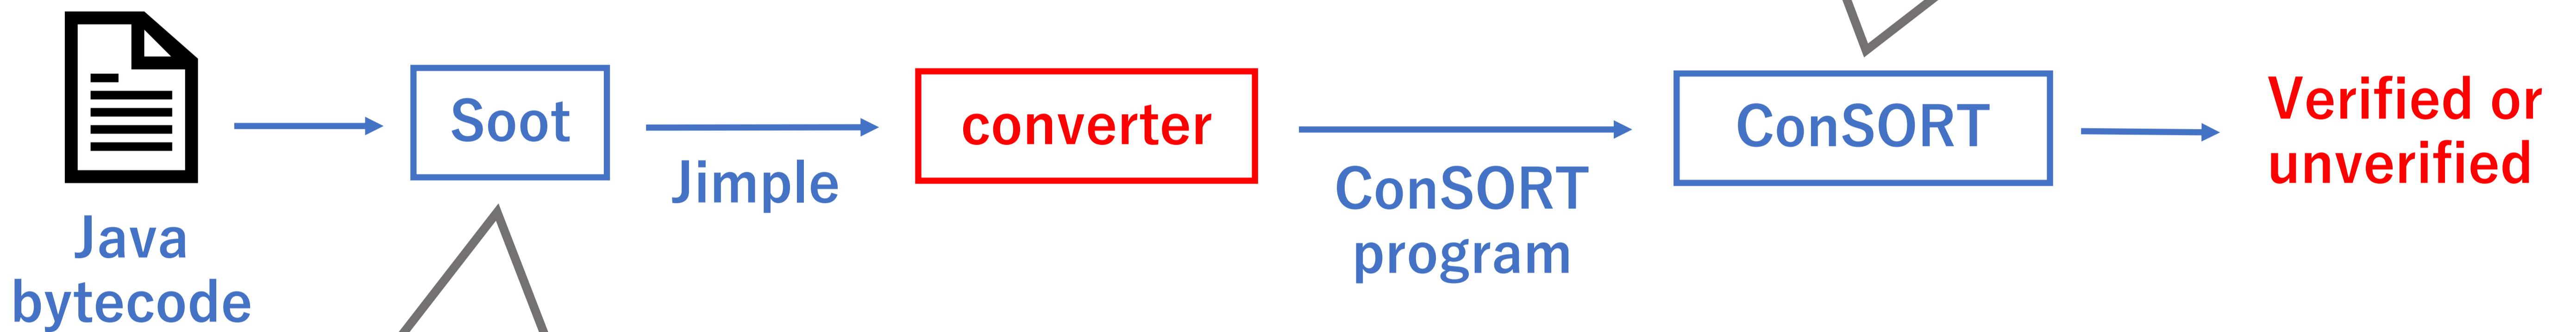 Java
bytecode
Soot
Jimple
converter
ConSORT
program
ConSORT
Verified or
unverified